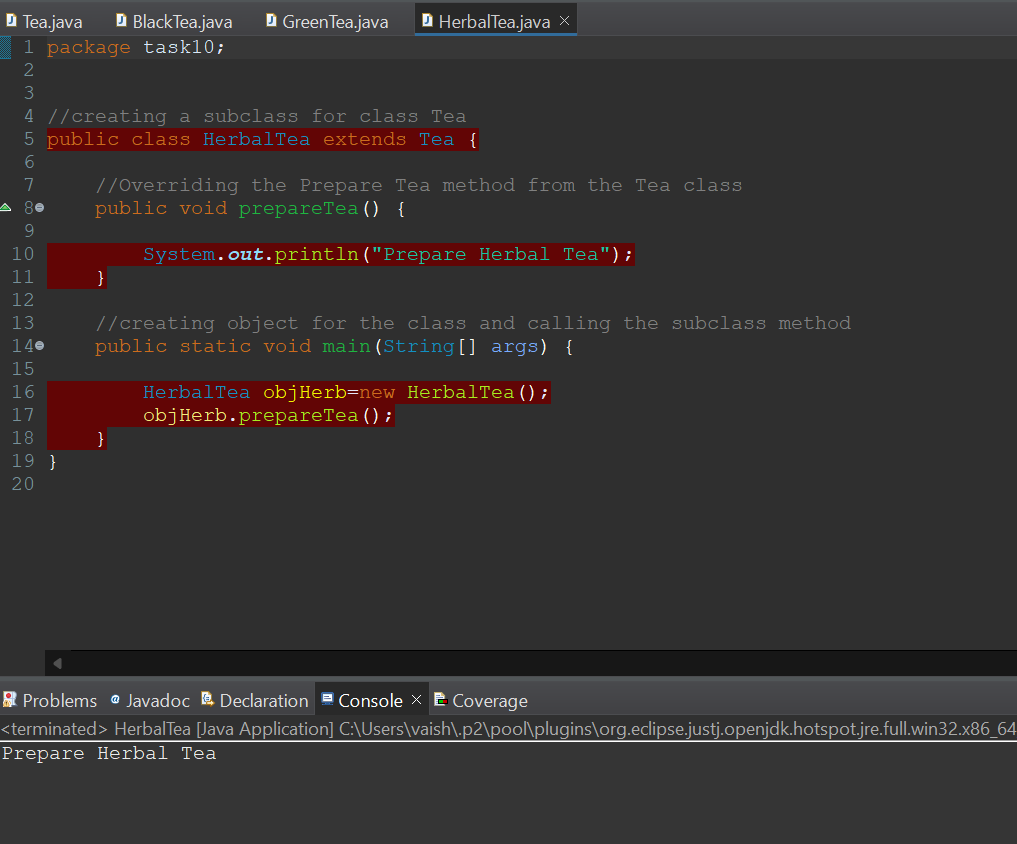 Tea.java BlackTea.java GreenTea.java HerbalTea.java
1 package task10;
2
3
4 //creating a subclass for class Tea
5 public class HerbalTea extends Tea {
6
7 //Overriding the Prepare Tea method from the Tea class
8 public void prepareTea() {
9
10 System.out.println("Prepare Herbal Tea");
11 }
12
13 //creating object for the class and calling the subclass method
14 public static void main(String[] args) {
15
16 HerbalTea objHerb=new HerbalTea();
17 objHerb.prepareTea();
18 }
19 }
20
Problems Javadoc Declaration Console Coverage
<terminated> HerbalTea [Java Application] C:\Users\vaish\.p2\pool\plugins\org.eclipse.justj.openjdk.hotspot.jre.full.win32.x86_64
Prepare Herbal Tea